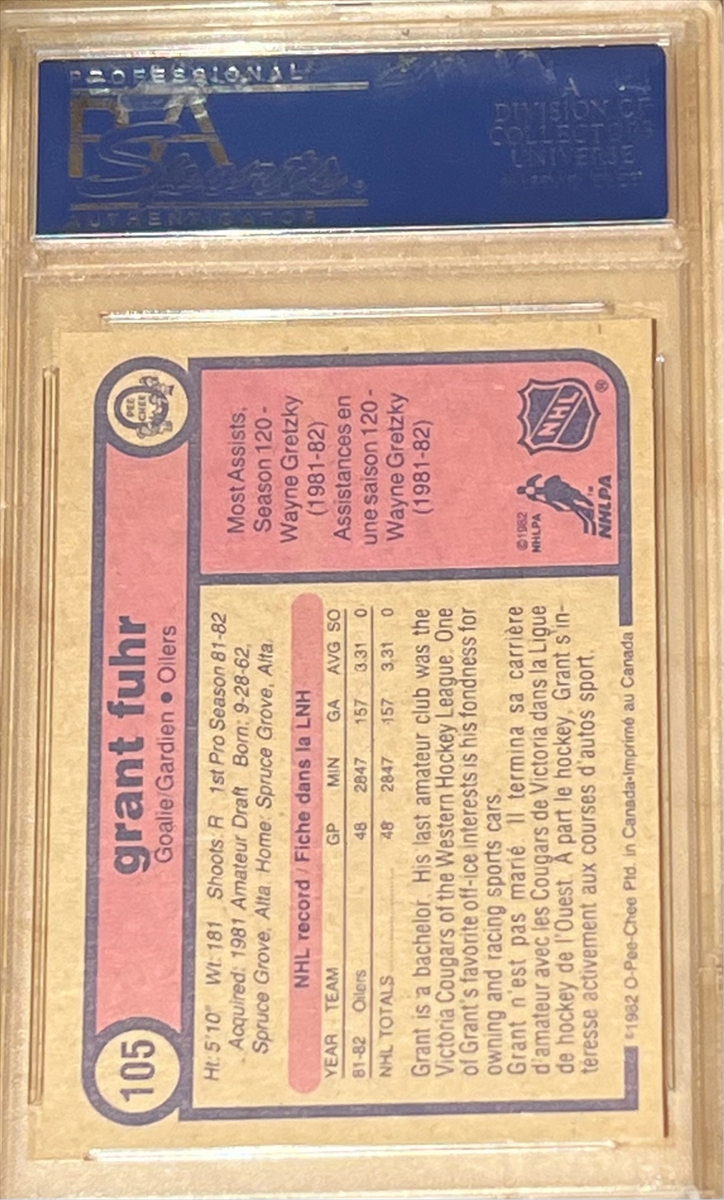 PROFESSIONAL
PSA
Sports
AUTHENTICATOR
A
DIVISION OF
COLLECTORS
UNIVERSE
105
grant fuhr
Goalie/Gardien • Oilers
O
PEE
CHEE
Ht: 5'10" Wt: 181 Shoots: R 1st Pro Season 81-82
Acquired: 1981 Amateur Draft Born: 9-28-62,
Spruce Grove, Alta. Home: Spruce Grove, Alta.
NHL record / Fiche dans la LNH
YEAR TEAM GP MIN GA AVG SO
81-82 Oilers 48 2847 157 3.31 0
NHL TOTALS 48 2847 157 3.31 0
Grant is a bachelor. His last amateur club was the
Victoria Cougars of the Western Hockey League. One
of Grant's favorite off-ice interests is his fondness for
owning and racing sports cars.
Grant n'est pas marié. Il termina sa carrière
d'amateur avec les Cougars de Victoria dans la Ligue
de hockey de l'Ouest. À part le hockey, Grant s'in-
téresse activement aux courses d'autos sport.
Most Assists,
Season 120 -
Wayne Gretzky
(1981-82)
Assistances en
une saison 120 -
Wayne Gretzky
(1981-82)
©1982
NHLPA
NHLPA
™
NHL
®
©1982 O-Pee-Chee Ptd. in Canada-Imprimé au Canada